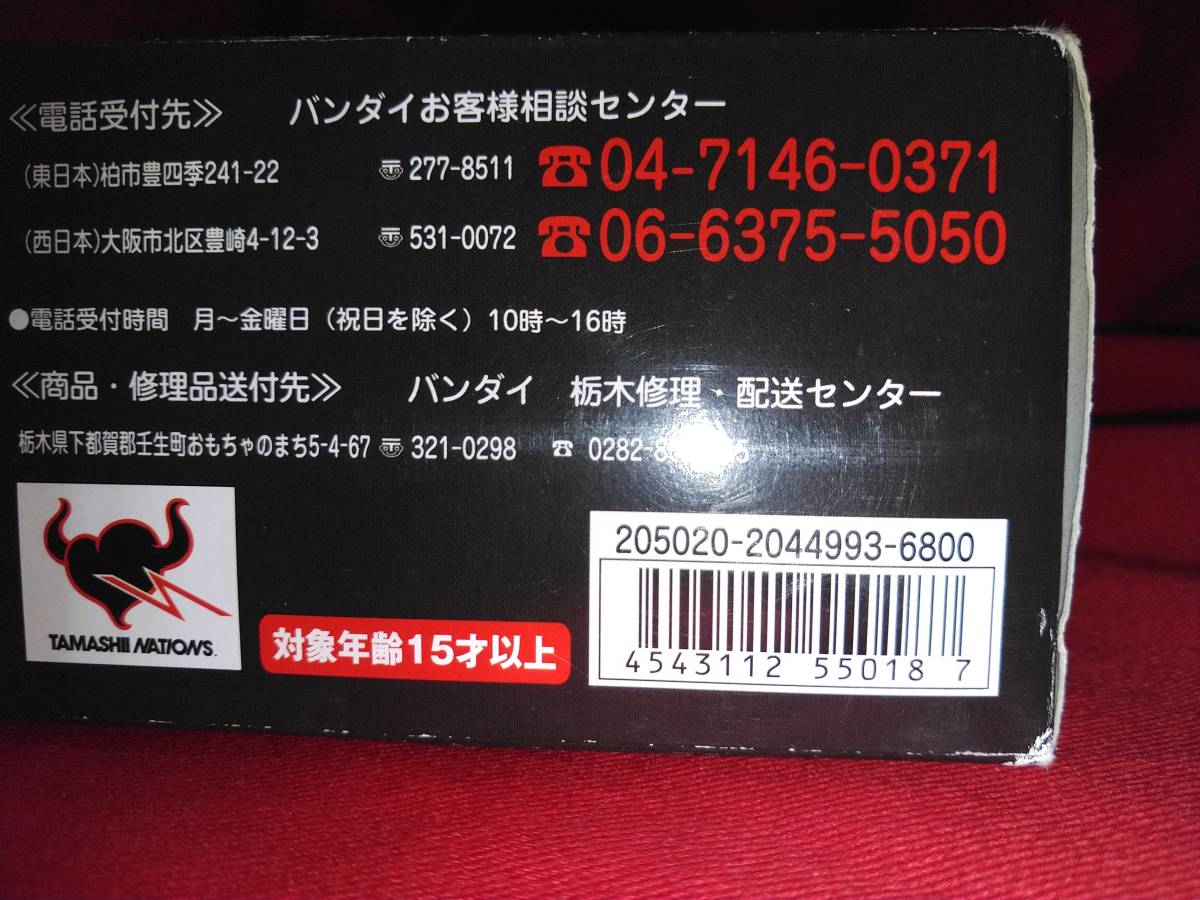 ≪電話受付先≫ バンダイお客様相談センター
(東日本)柏市豊四季241-22 〠 277-8511 ☎04-7146-0371
(西日本)大阪市北区豊崎4-12-3 〠 531-0072 ☎06-6375-5050
●電話受付時間 月～金曜日（祝日を除く）10時～16時
≪商品・修理品送付先≫ バンダイ 栃木修理・配送センター
栃木県下都賀郡壬生町おもちゃのまち5-4-67 〠 321-0298 ☎
TAMASHII NATIONS
対象年齢15才以上
205020-2044993-6800
4543112 55018 7